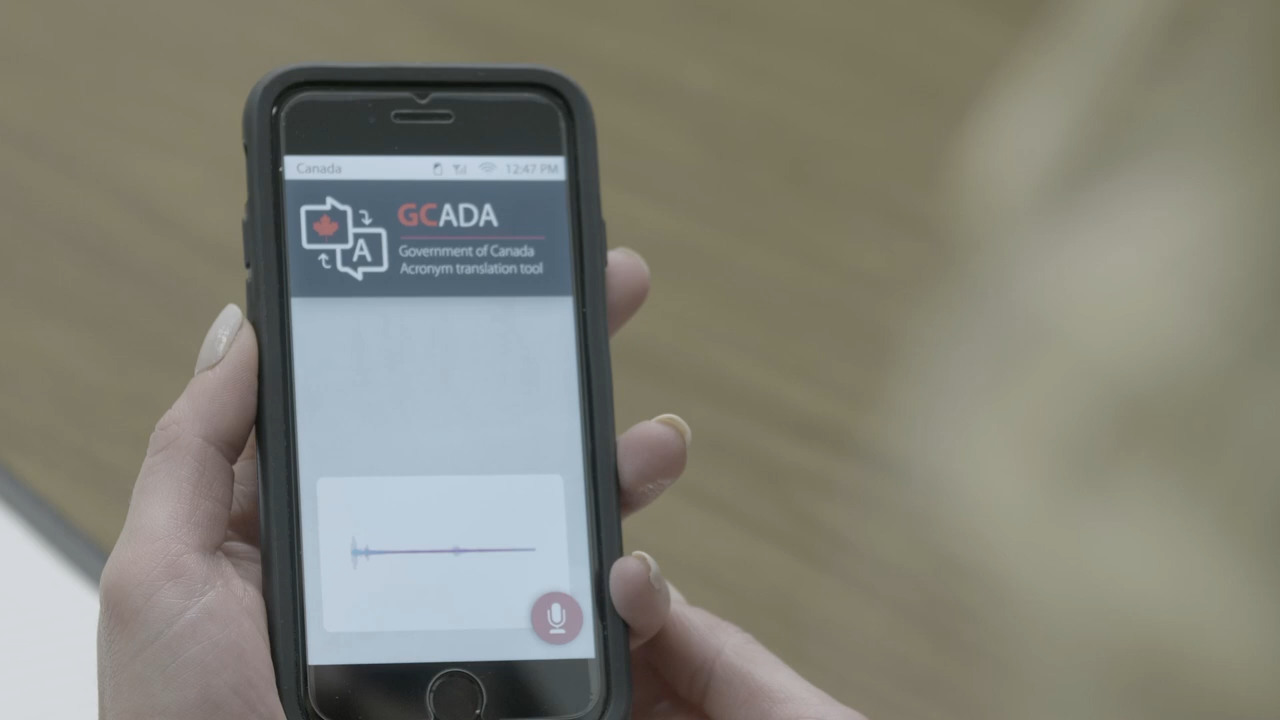 Canada 12:47 PM
A
GCADA
Government of Canada
Acronym translation tool